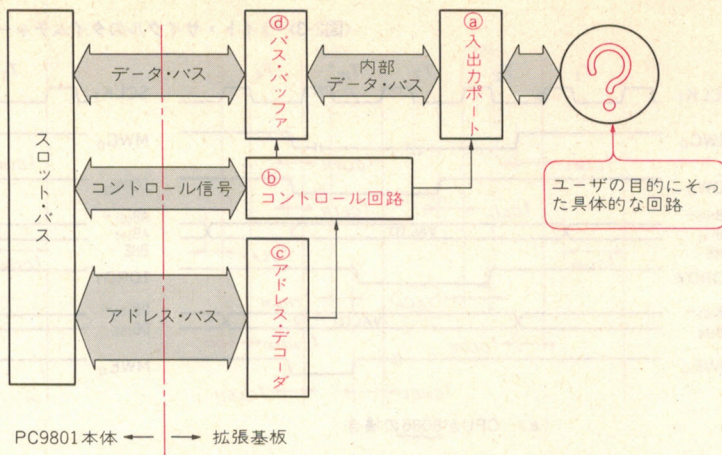 スロット・バス
データ・バス
ⓓバス・バッファ
内部
データ・バス
ⓐ入出力ポート
?
コントロール信号
ⓑ
コントロール回路
ユーザの目的にそっ
た具体的な回路
アドレス・バス
ⓒアドレス・デコーダ
PC9801本体 ← → 拡張基板
MWC₀
MWE₀